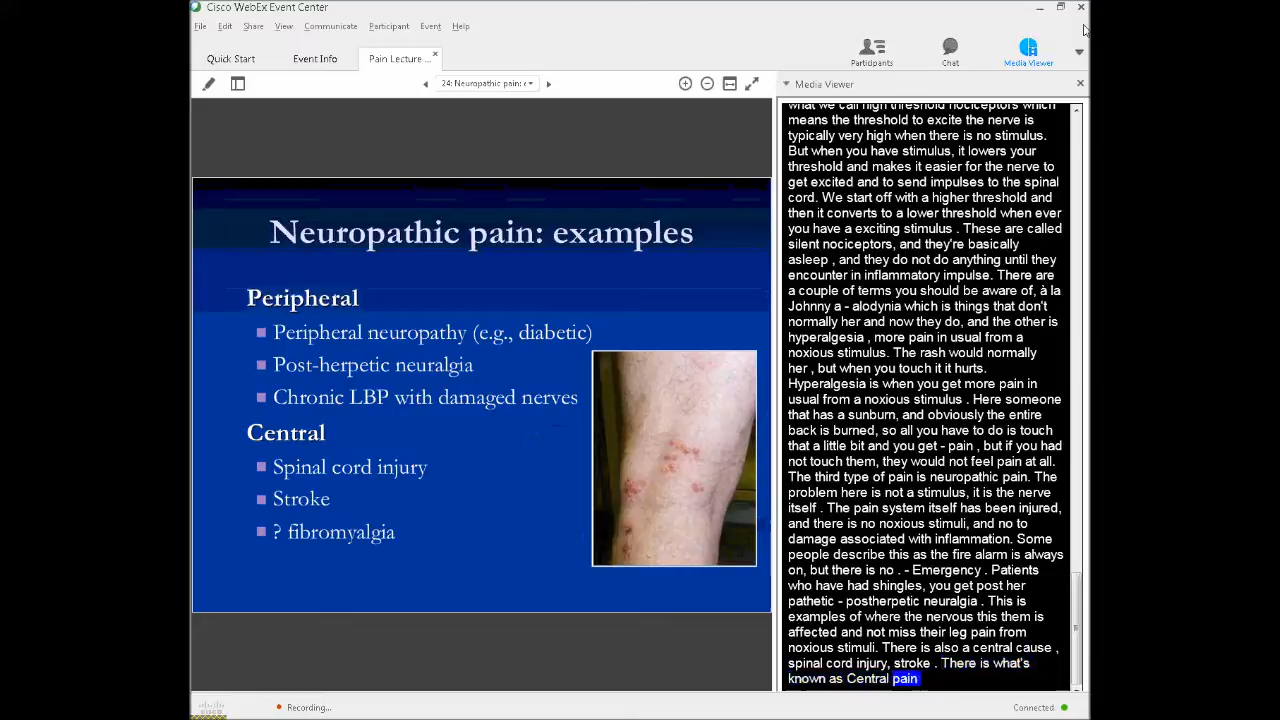 Cisco WebEx Event Center
File Edit Share View Communicate Participant Event Help
Quick Start Event Info Pain Lecture ...
Participants Chat Media Viewer
24: Neuropathic pain: e
Media Viewer
Neuropathic pain: examples
Peripheral
Peripheral neuropathy (e.g., diabetic)
Post-herpetic neuralgia
Chronic LBP with damaged nerves
Central
Spinal cord injury
Stroke
? fibromyalgia
what we call high threshold nociceptors which
means the threshold to excite the nerve is
typically very high when there is no stimulus.
But when you have stimulus, it lowers your
threshold and makes it easier for the nerve to
get excited and to send impulses to the spinal
cord. We start off with a higher threshold and
then it converts to a lower threshold when ever
you have a exciting stimulus . These are called
silent nociceptors, and they're basically
asleep , and they do not do anything until they
encounter in inflammatory impulse. There are
a couple of terms you should be aware of, à la
Johnny a - alodynia which is things that don't
normally her and now they do, and the other is
hyperalgesia , more pain in usual from a
noxious stimulus. The rash would normally
her , but when you touch it it hurts.
Hyperalgesia is when you get more pain in
usual from a noxious stimulus . Here someone
that has a sunburn, and obviously the entire
back is burned, so all you have to do is touch
that a little bit and you get - pain , but if you had
not touch them, they would not feel pain at all.
The third type of pain is neuropathic pain. The
problem here is not a stimulus, it is the nerve
itself . The pain system itself has been injured,
and there is no noxious stimuli, and no to
damage associated with inflammation. Some
people describe this as the fire alarm is always
on, but there is no . - Emergency . Patients
who have had shingles, you get post her
pathetic - postherpetic neuralgia . This is
examples of where the nervous this them is
affected and not miss their leg pain from
noxious stimuli. There is also a central cause ,
spinal cord injury, stroke . There is what's
known as Central pain
Recording...
Connected